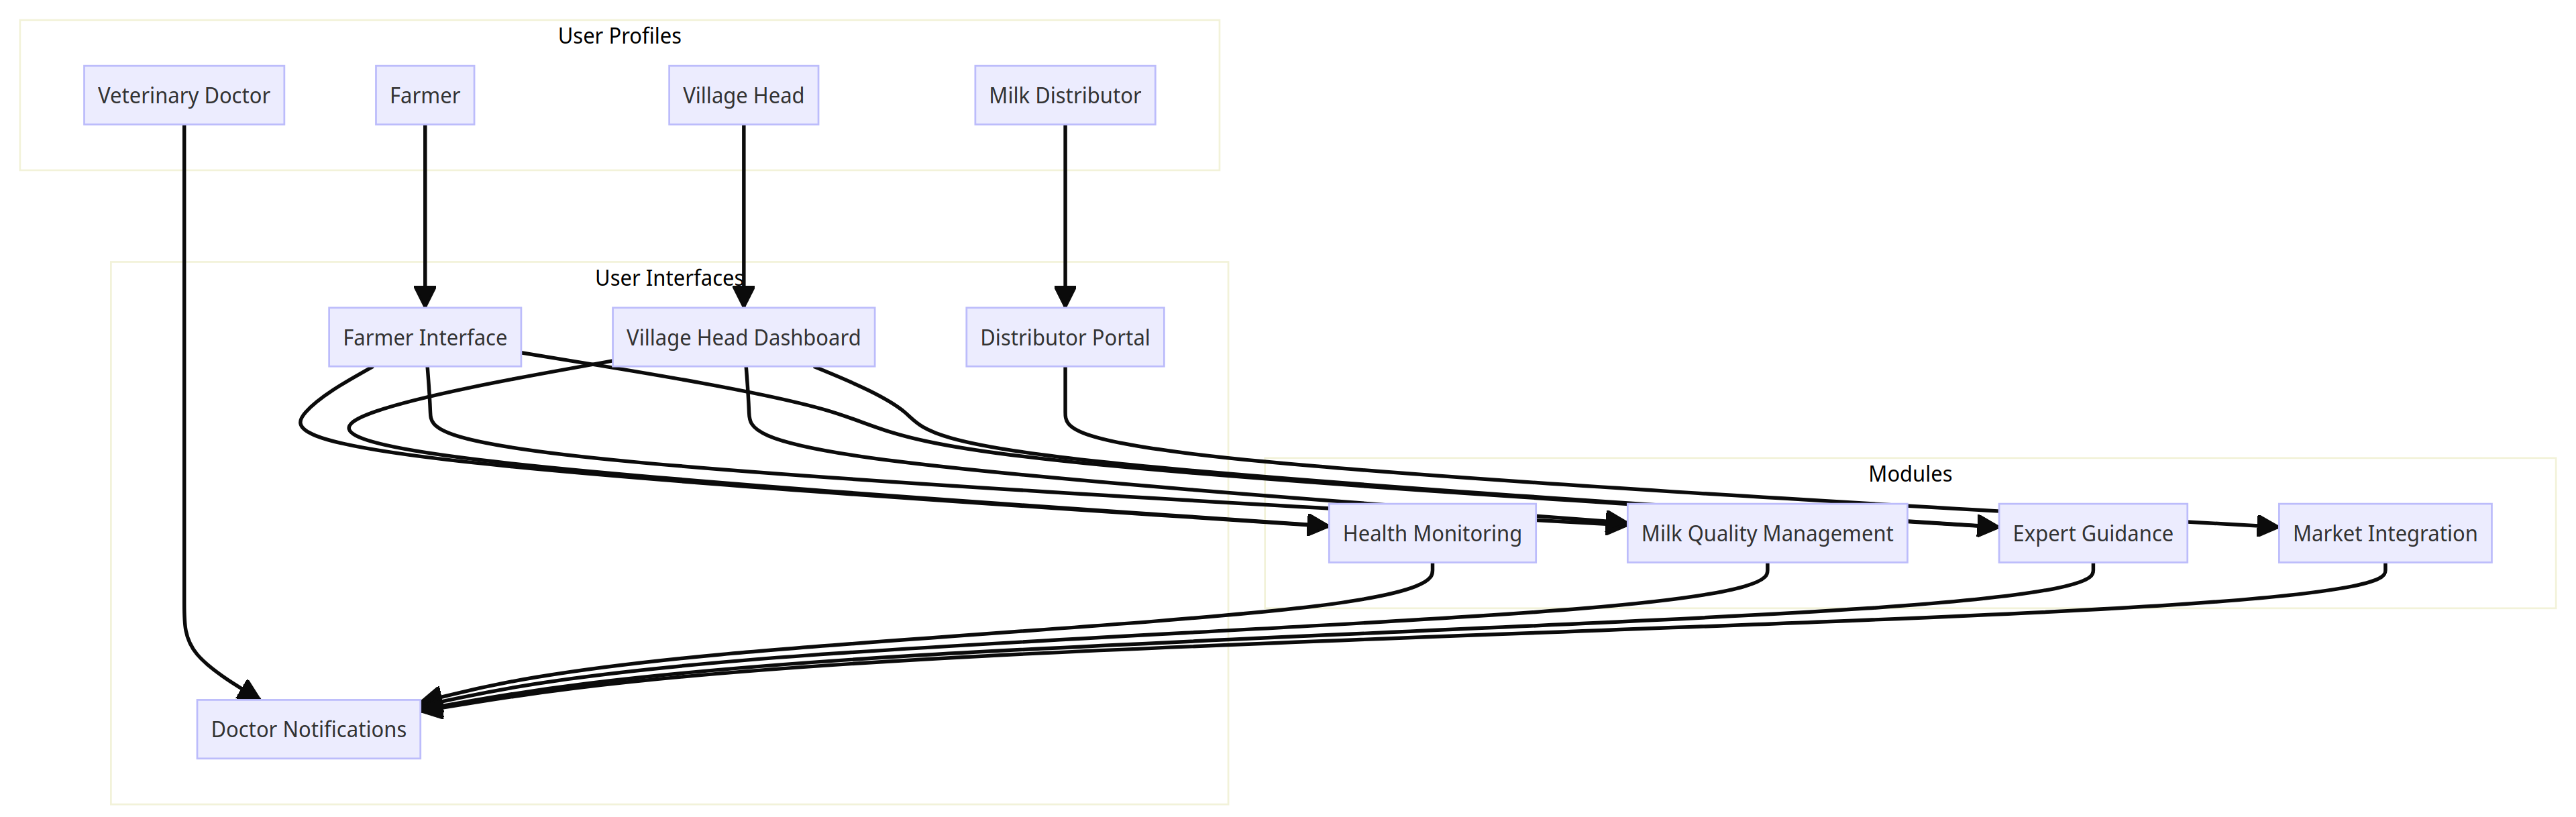 User Profiles
Veterinary Doctor
Farmer
Village Head
Milk Distributor
User Interfaces
Farmer Interface
Village Head Dashboard
Distributor Portal
Modules
Health Monitoring
Milk Quality Management
Expert Guidance
Market Integration
Doctor Notifications